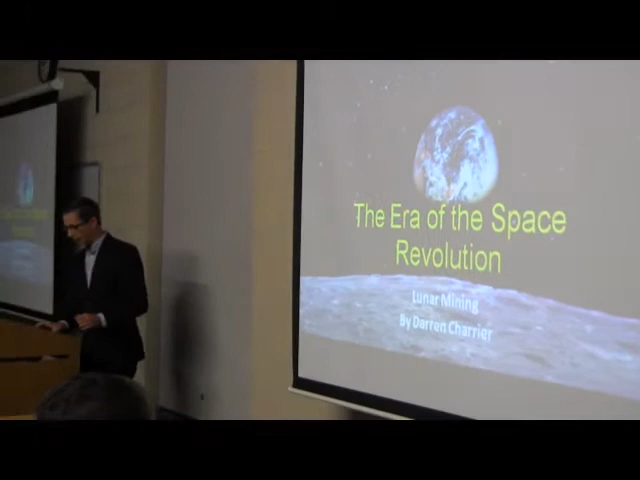 The Era of the Space
Revolution
Lunar Mining
By Darren Charrier